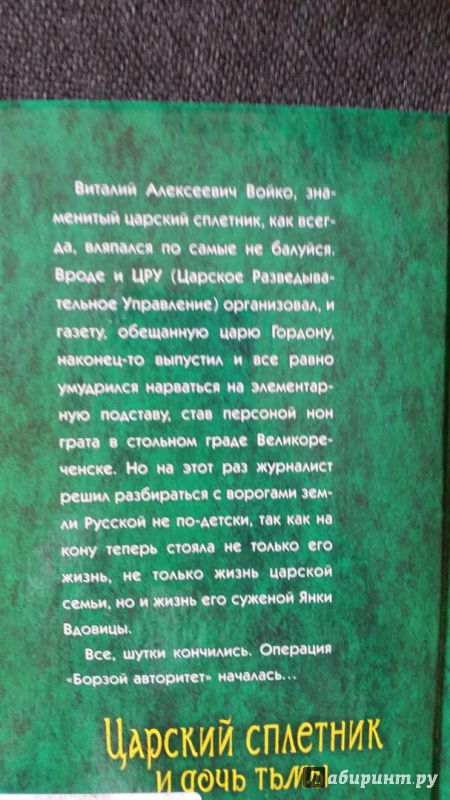 Виталий Алексеевич Войко, зна-
менитый царский сплетник, как всег-
да, вляпался по самые не балуйся.
Вроде и ЦРУ (Царское Разведыва-
тельное Управление) организовал, и
газету, обещанную царю Гордону,
наконец-то выпустил и все равно
умудрился нарваться на элементар-
ную подставу, став персоной нон
грата в стольном граде Великоре-
ченске. Но на этот раз журналист
решил разбираться с ворогами зем-
ли Русской не по-детски, так как на
кону теперь стояла не только его
жизнь, не только жизнь царской
семьи, но и жизнь его суженой Янки
Вдовицы.
Все, шутки кончились. Операция
«Борзой авторитет» началась...
Царский сплетник
и дочь тьмы
Лабиринт.ру